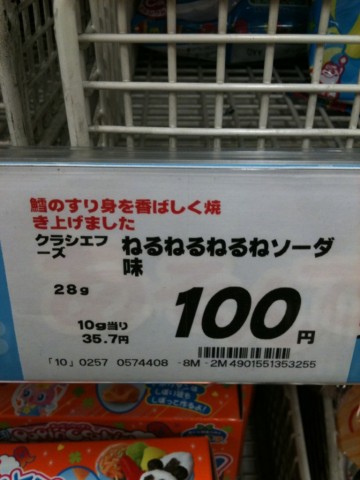 鱈のすり身を香ばしく焼
き上げました
クラシエフ
ーズ
ねるねるねるねソーダ
味
28g
100円
10g当り
35.7円
「10」0257 0574408 -8M -2M 4901551353255